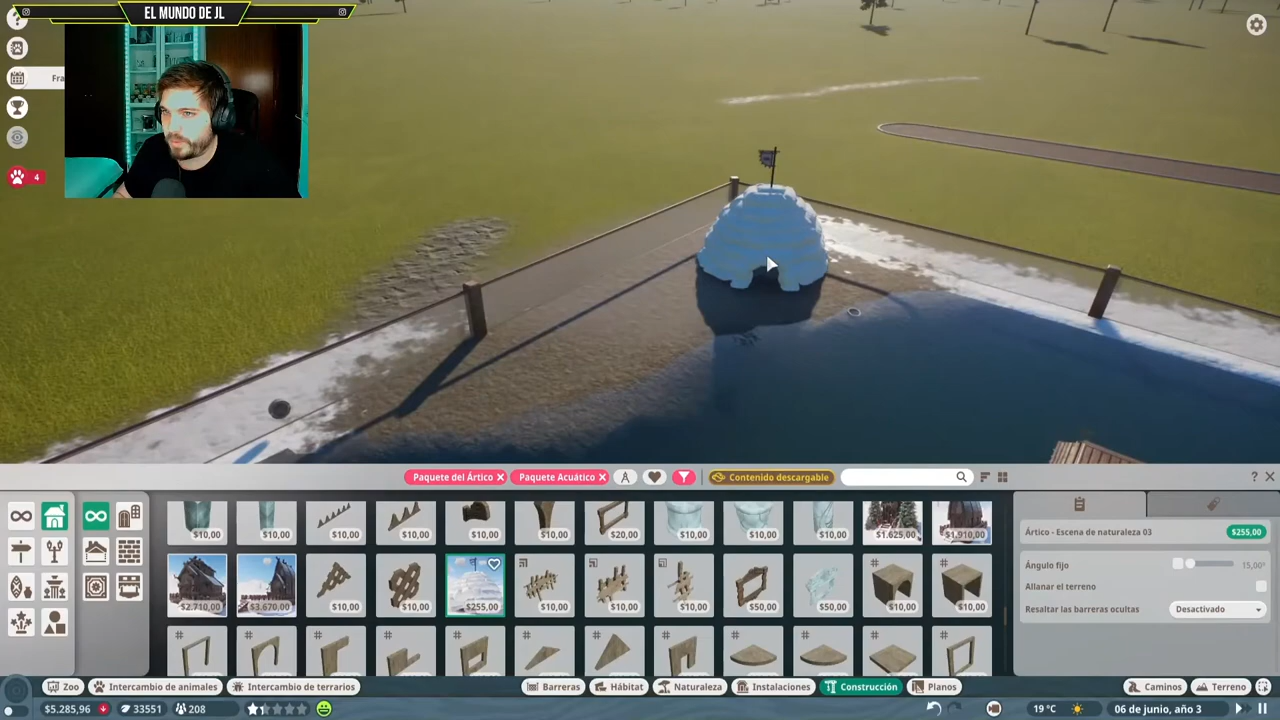 EL MUNDO DE JL
Fra
4
Paquete del Ártico
Paquete Acuático
Contenido descargable
$10,00 $10,00 $10,00 $10,00 $10,00 $10,00 $20,00 $10,00 $10,00 $10,00 $1.625,00 $1.910,00
$2.710,00 $3.670,00 $10,00 $10,00 $255,00 $10,00 $10,00 $10,00 $50,00 $50,00 $10,00 $10,00
Ártico - Escena de naturaleza 03 $255,00
Ángulo fijo 15,00°
Allanar el terreno
Resaltar las barreras ocultas Desactivado
Zoo Intercambio de animales Intercambio de terrarios Barreras Hábitat Naturaleza Instalaciones Construcción Planos Caminos Terreno
$5.285,96 33551 208 19 °C 06 de junio, año 3